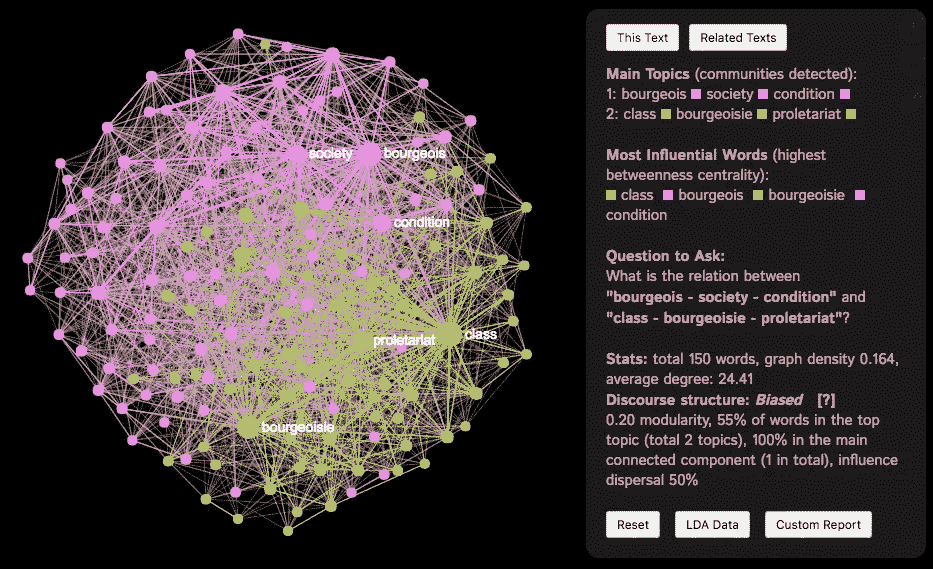 This Text
Related Texts
Main Topics (communities detected):
1: bourgeois society condition
2: class bourgeoisie proletariat
Most Influential Words (highest
betweenness centrality):
class bourgeois bourgeoisie
condition
Question to Ask:
What is the relation between
"bourgeois - society - condition" and
"class - bourgeoisie - proletariat"?
Stats: total 150 words, graph density 0.164,
average degree: 24.41
Discourse structure: Biased [?]
0.20 modularity, 55% of words in the top
topic (total 2 topics), 100% in the main
connected component (1 in total), influence
dispersal 50%
Reset
LDA Data
Custom Report
society
bourgeois
condition
class
proletariat
bourgeoisie